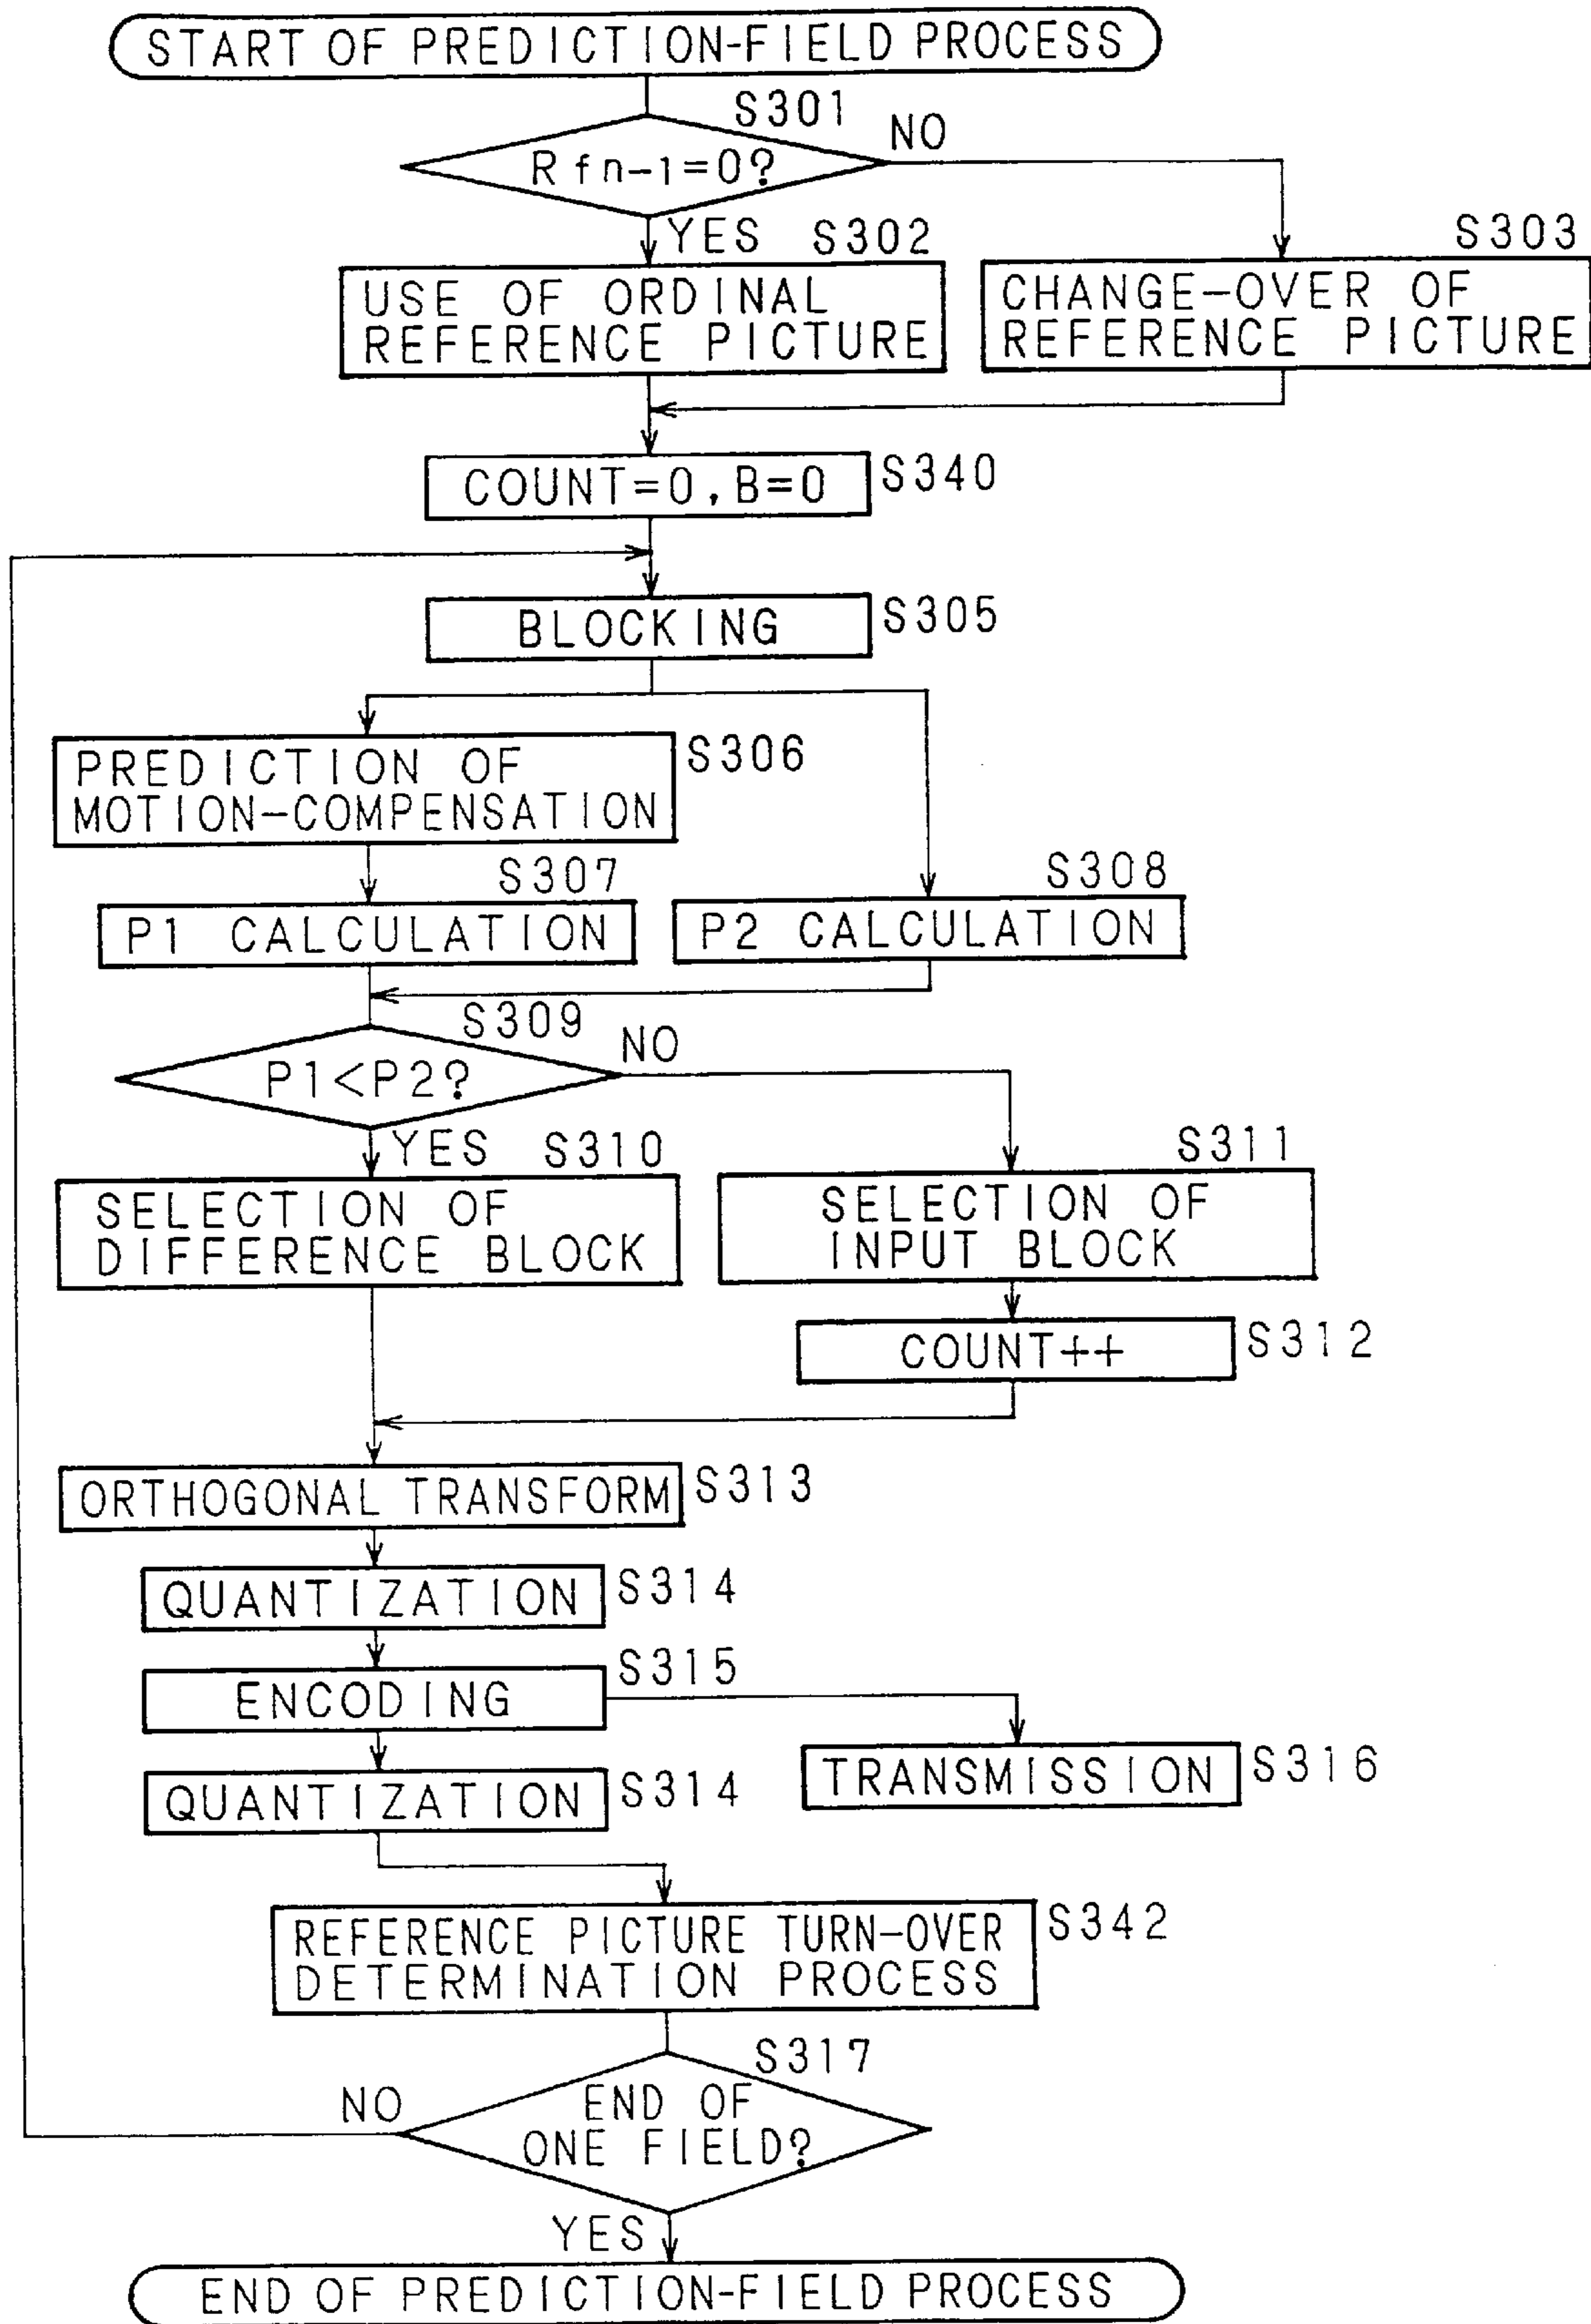 START OF PREDICTION-FIELD PROCESS
S301
Rfn-1=0?
NO
YES
S302
S303
USE OF ORDINAL
REFERENCE PICTURE
CHANGE-OVER OF
REFERENCE PICTURE
COUNT=0, B=0
S340
BLOCKING
S305
PREDICTION OF
MOTION-COMPENSATION
S306
S307
S308
P1 CALCULATION
P2 CALCULATION
S309
P1<P2?
NO
YES
S310
S311
SELECTION OF
DIFFERENCE BLOCK
SELECTION OF
INPUT BLOCK
COUNT++
S312
ORTHOGONAL TRANSFORM
S313
QUANTIZATION
S314
ENCODING
S315
TRANSMISSION
S316
QUANTIZATION
S314
REFERENCE PICTURE TURN-OVER
DETERMINATION PROCESS
S342
S317
END OF
ONE FIELD?
NO
YES
END OF PREDICTION-FIELD PROCESS